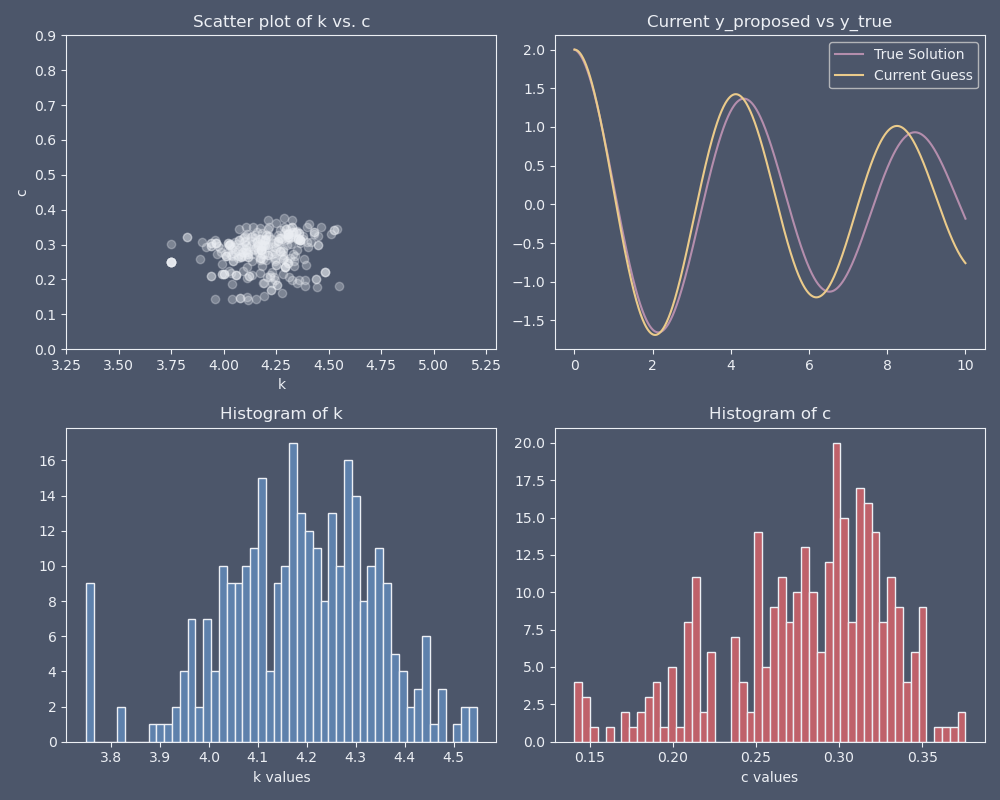 Scatter plot of k vs. c
0.9
0.8
0.7
0.6
0.5
0.4
0.3
0.2
0.1
0.0
c
3.25 3.50 3.75 4.00 4.25 4.50 4.75 5.00 5.25
k
Current y_proposed vs y_true
True Solution
Current Guess
2.0
1.5
1.0
0.5
0.0
−0.5
−1.0
−1.5
0 2 4 6 8 10
Histogram of k
16
14
12
10
8
6
4
2
0
3.8 3.9 4.0 4.1 4.2 4.3 4.4 4.5
k values
Histogram of c
20.0
17.5
15.0
12.5
10.0
7.5
5.0
2.5
0.0
0.15 0.20 0.25 0.30 0.35
c values